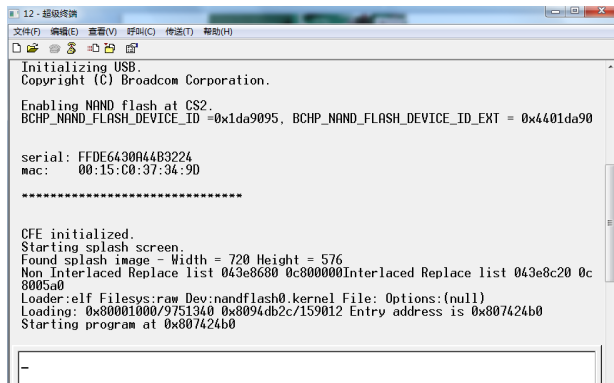 12 - 超级终端
文件(F) 编辑(E) 查看(V) 呼叫(C) 传送(T) 帮助(H)
Initializing USB.
Copyright (C) Broadcom Corporation.
Enabling NAND flash at CS2.
BCHP_NAND_FLASH_DEVICE_ID =0x1da9095, BCHP_NAND_FLASH_DEVICE_ID_EXT = 0x4401da90
serial: FFDE6430A44B3224
mac: 00:15:C0:37:34:9D
*******************************
CFE initialized.
Starting splash screen.
Found splash image - Width = 720 Height = 576
Non Interlaced Replace list 043e8680 0c800000Interlaced Replace list 043e8c20 0c
8005a0
Loader:elf Filesys:raw Dev:nandflash0.kernel File: Options:(null)
Loading: 0x80001000/9751340 0x8094db2c/159012 Entry address is 0x807424b0
Starting program at 0x807424b0